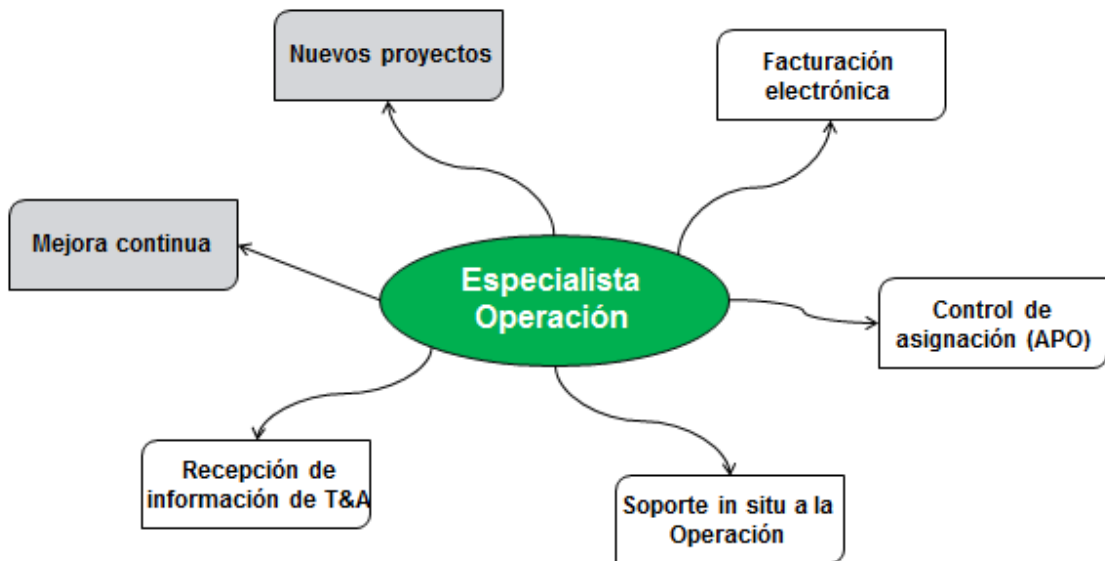 Nuevos proyectos
Facturación
electrónica
Mejora continua
Especialista
Operación
Control de
asignación (APO)
Recepción de
información de T&A
Soporte in situ a la
Operación